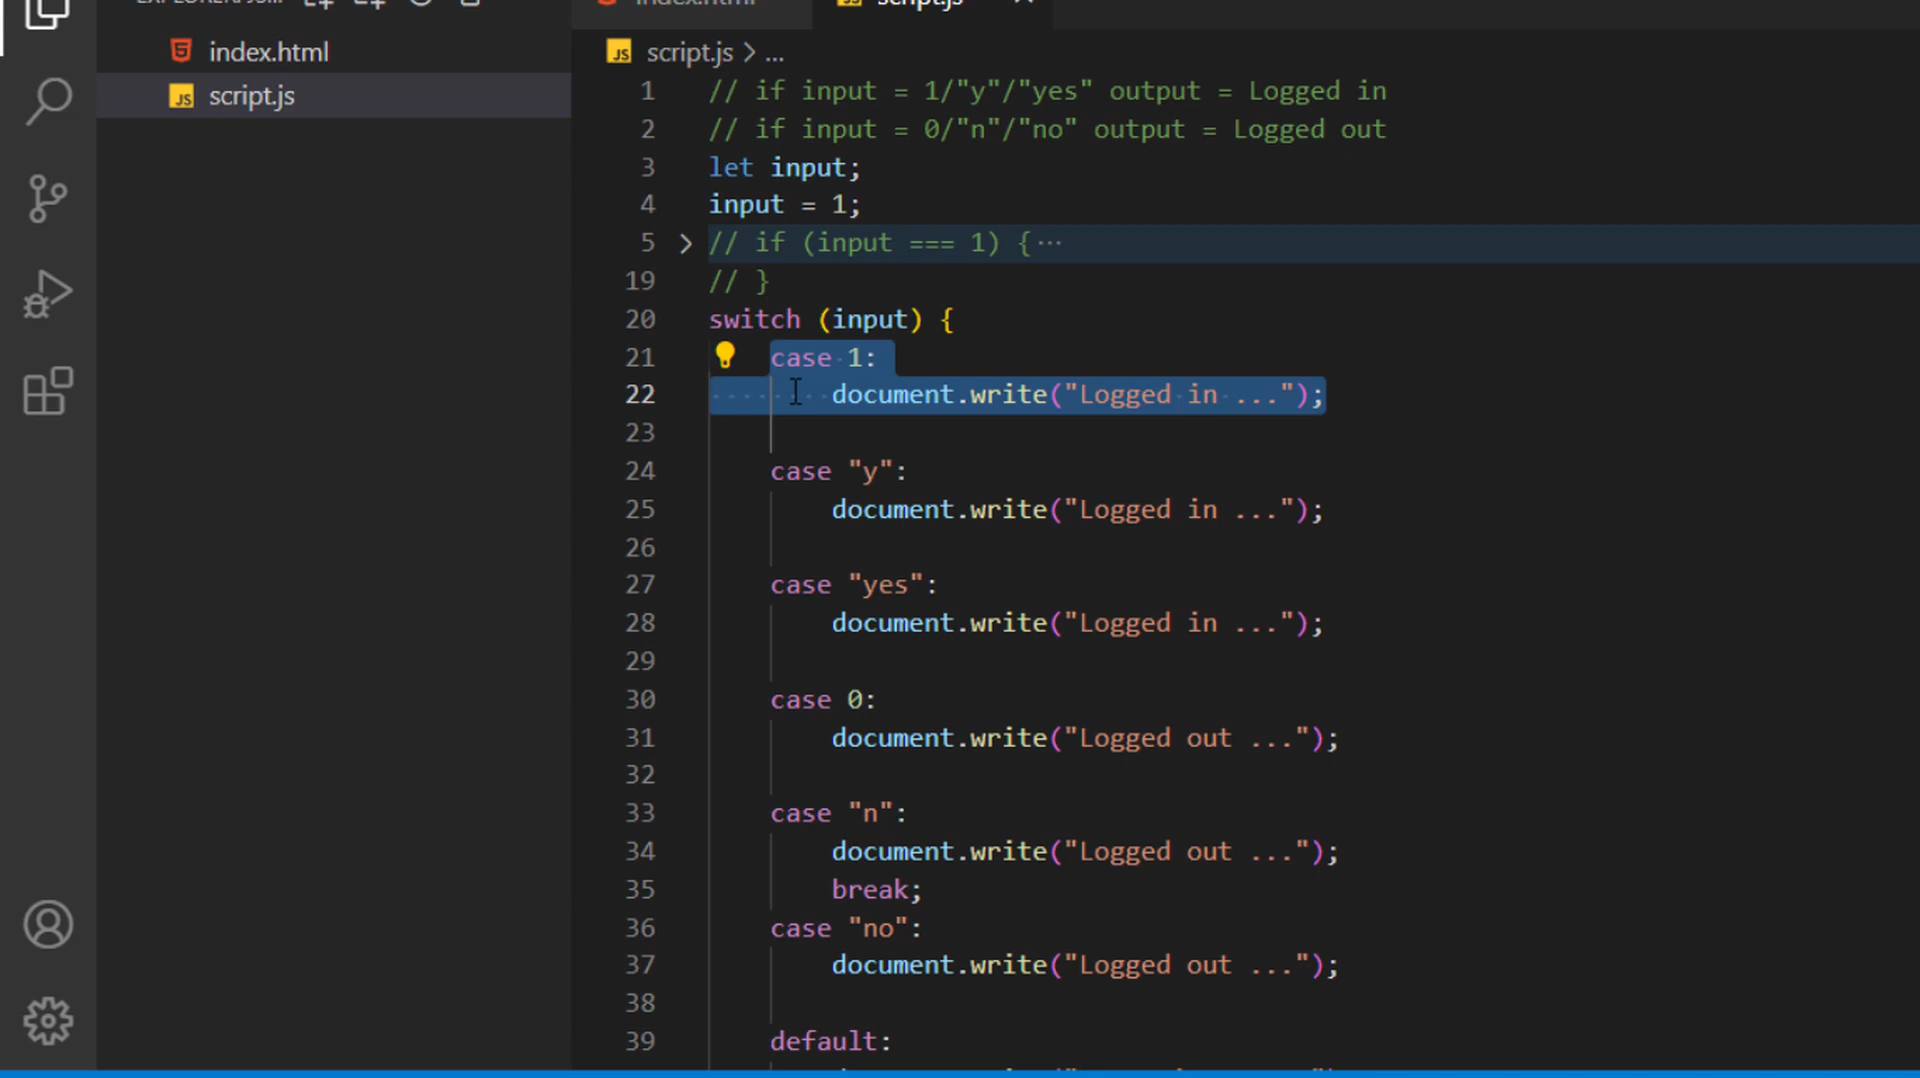 index.html
script.js
script.js > ...
1 // if input = 1/"y"/"yes" output = Logged in
2 // if input = 0/"n"/"no" output = Logged out
3 let input;
4 input = 1;
5 // if (input === 1) {···
19 // }
20 switch (input) {
21 case 1:
22 document.write("Logged in ...");
23
24 case "y":
25 document.write("Logged in ...");
26
27 case "yes":
28 document.write("Logged in ...");
29
30 case 0:
31 document.write("Logged out ...");
32
33 case "n":
34 document.write("Logged out ...");
35 break;
36 case "no":
37 document.write("Logged out ...");
38
39 default: